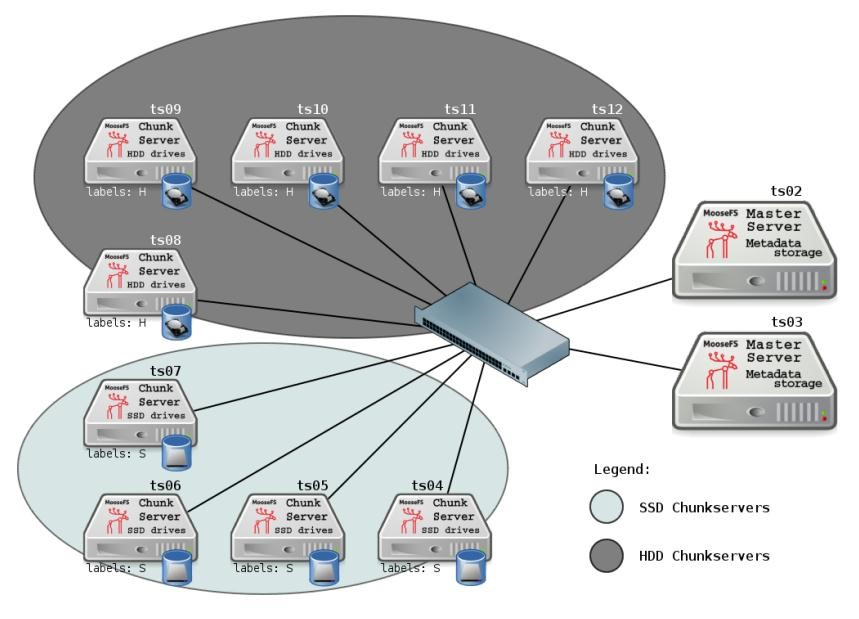 ts09
MooseFS Chunk
Server
HDD drives
labels: H
ts10
MooseFS Chunk
Server
HDD drives
labels: H
ts11
MooseFS Chunk
Server
HDD drives
labels: H
ts12
MooseFS Chunk
Server
HDD drives
labels: H
ts02
MooseFS Master
Server
Metadata
storage
ts08
MooseFS Chunk
Server
HDD drives
labels: H
ts03
MooseFS Master
Server
Metadata
storage
ts07
MooseFS Chunk
Server
SSD drives
labels: S
ts06
MooseFS Chunk
Server
SSD drives
labels: S
ts05
MooseFS Chunk
Server
SSD drives
labels: S
ts04
MooseFS Chunk
Server
SSD drives
labels: S
Legend:
SSD Chunkservers
HDD Chunkservers